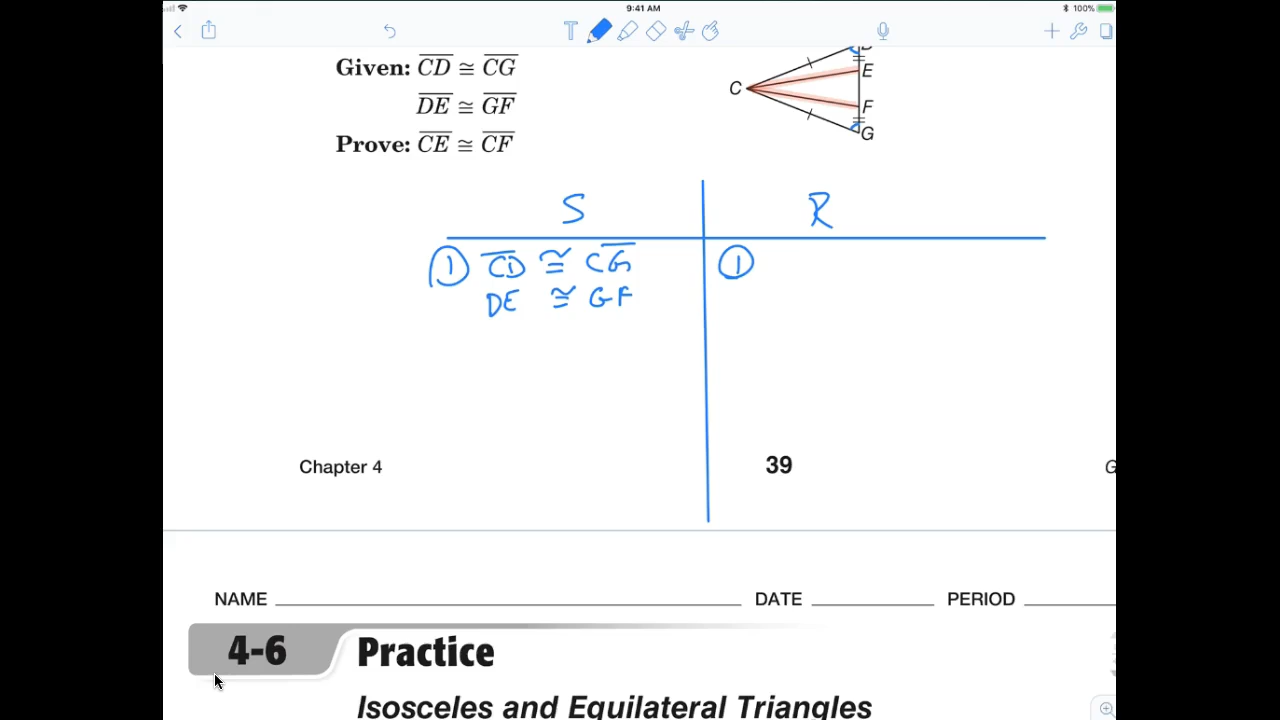 9:41 AM
100%
T
Given: CD ≅ CG
DE ≅ GF
Prove: CE ≅ CF
C
E
F
G
S
R
① CD ≅ CG
①
DE ≅ GF
Chapter 4
39
NAME
DATE
PERIOD
4-6
Practice
Isosceles and Equilateral Triangles